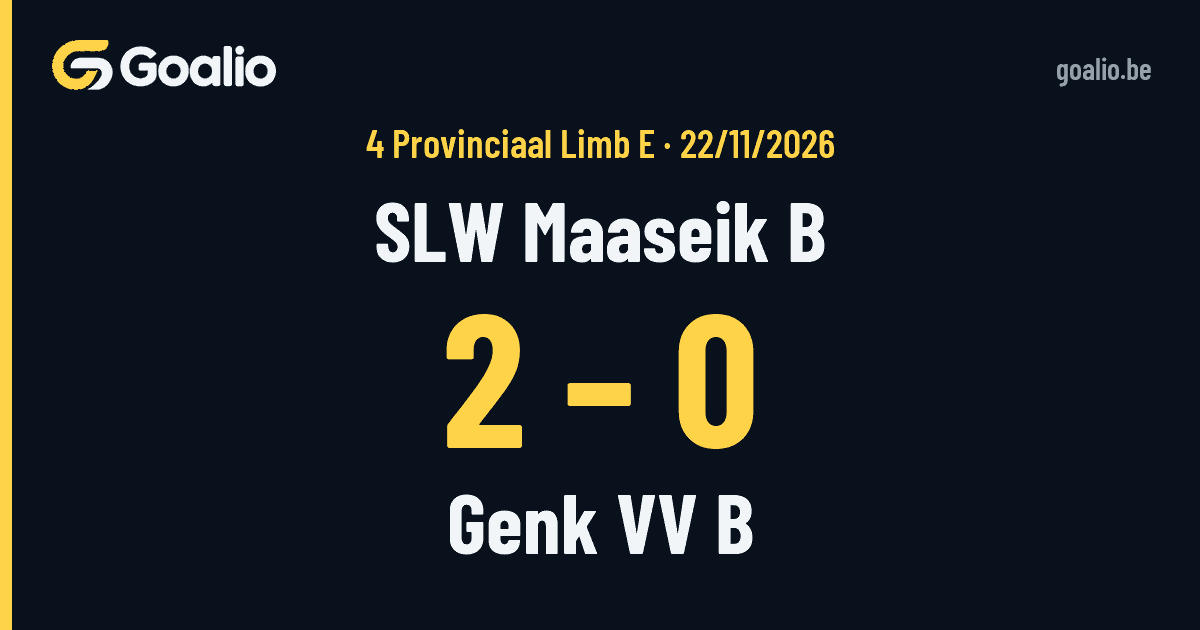 Goalio
goalio.be
4 Provinciaal Limb E · 22/11/2026
SLW Maaseik B
2 - 0
Genk VV B